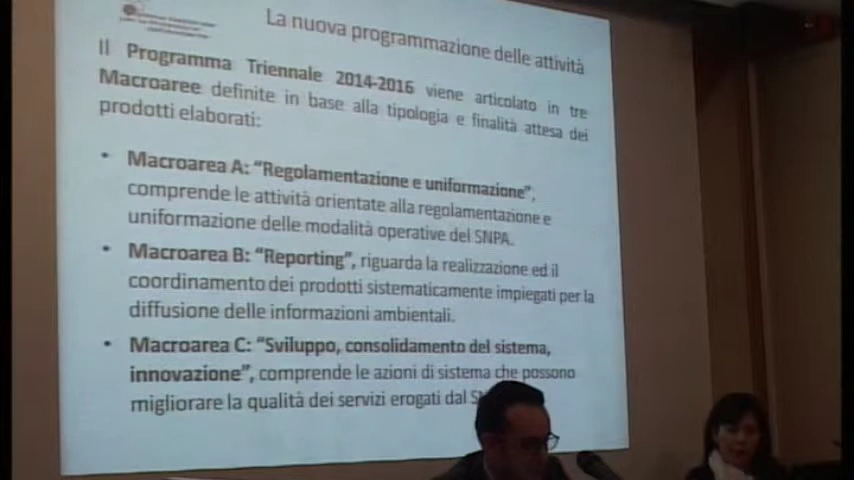 La nuova programmazione delle attività
Il Programma Triennale 2014-2016 viene articolato in tre
Macroaree definite in base alla tipologia e finalità attesa dei
prodotti elaborati:
• Macroarea A: “Regolamentazione e uniformazione”,
comprende le attività orientate alla regolamentazione e
uniformazione delle modalità operative del SNPA.
• Macroarea B: “Reporting”, riguarda la realizzazione ed il
coordinamento dei prodotti sistematicamente impiegati per la
diffusione delle informazioni ambientali.
• Macroarea C: “Sviluppo, consolidamento del sistema,
innovazione”, comprende le azioni di sistema che possono
migliorare la qualità dei servizi erogati dal